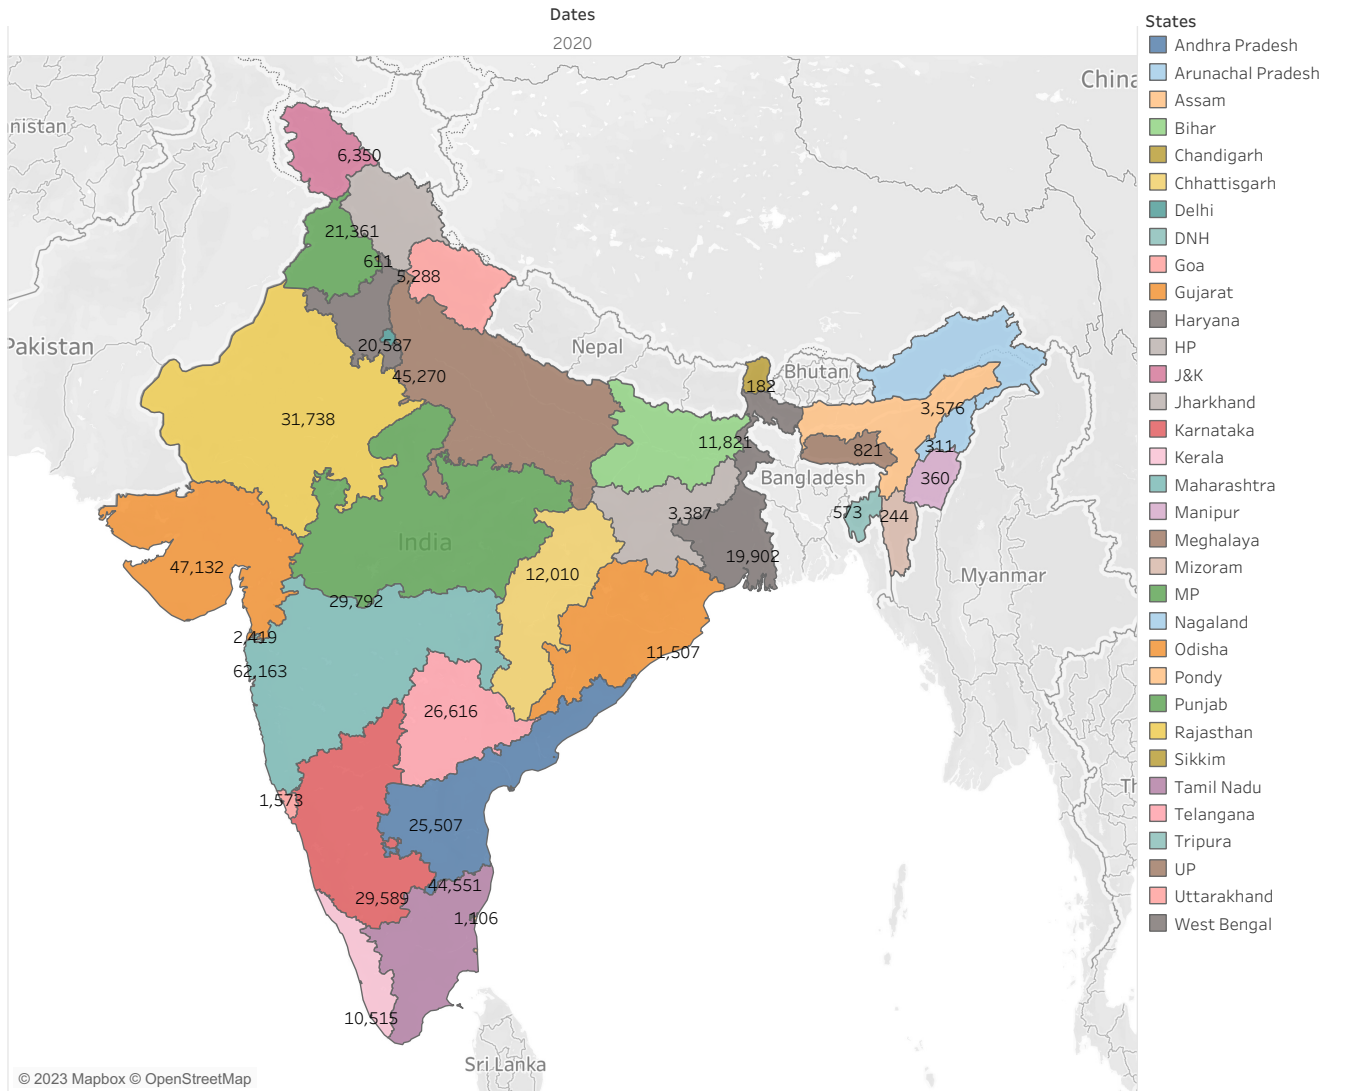 Dates
2020
States
Andhra Pradesh
Arunachal Pradesh
Assam
Bihar
Chandigarh
Chhattisgarh
Delhi
DNH
Goa
Gujarat
Haryana
HP
J&K
Jharkhand
Karnataka
Kerala
Maharashtra
Manipur
Meghalaya
Mizoram
MP
Nagaland
Odisha
Pondy
Punjab
Rajasthan
Sikkim
Tamil Nadu
Telangana
Tripura
UP
Uttarakhand
West Bengal
China
nistan
6,350
21,361
611
5,288
Pakistan
20,587
Nepal
45,270
Bhutan
182
31,738
3,576
11,821
311
821
Bangladesh
360
3,387
573
244
India
19,902
47,132
12,010
Myanmar
29,792
2,419
62,163
11,507
26,616
Th
1,573
25,507
44,551
29,589
1,106
10,515
Sri Lanka
© 2023 Mapbox © OpenStreetMap